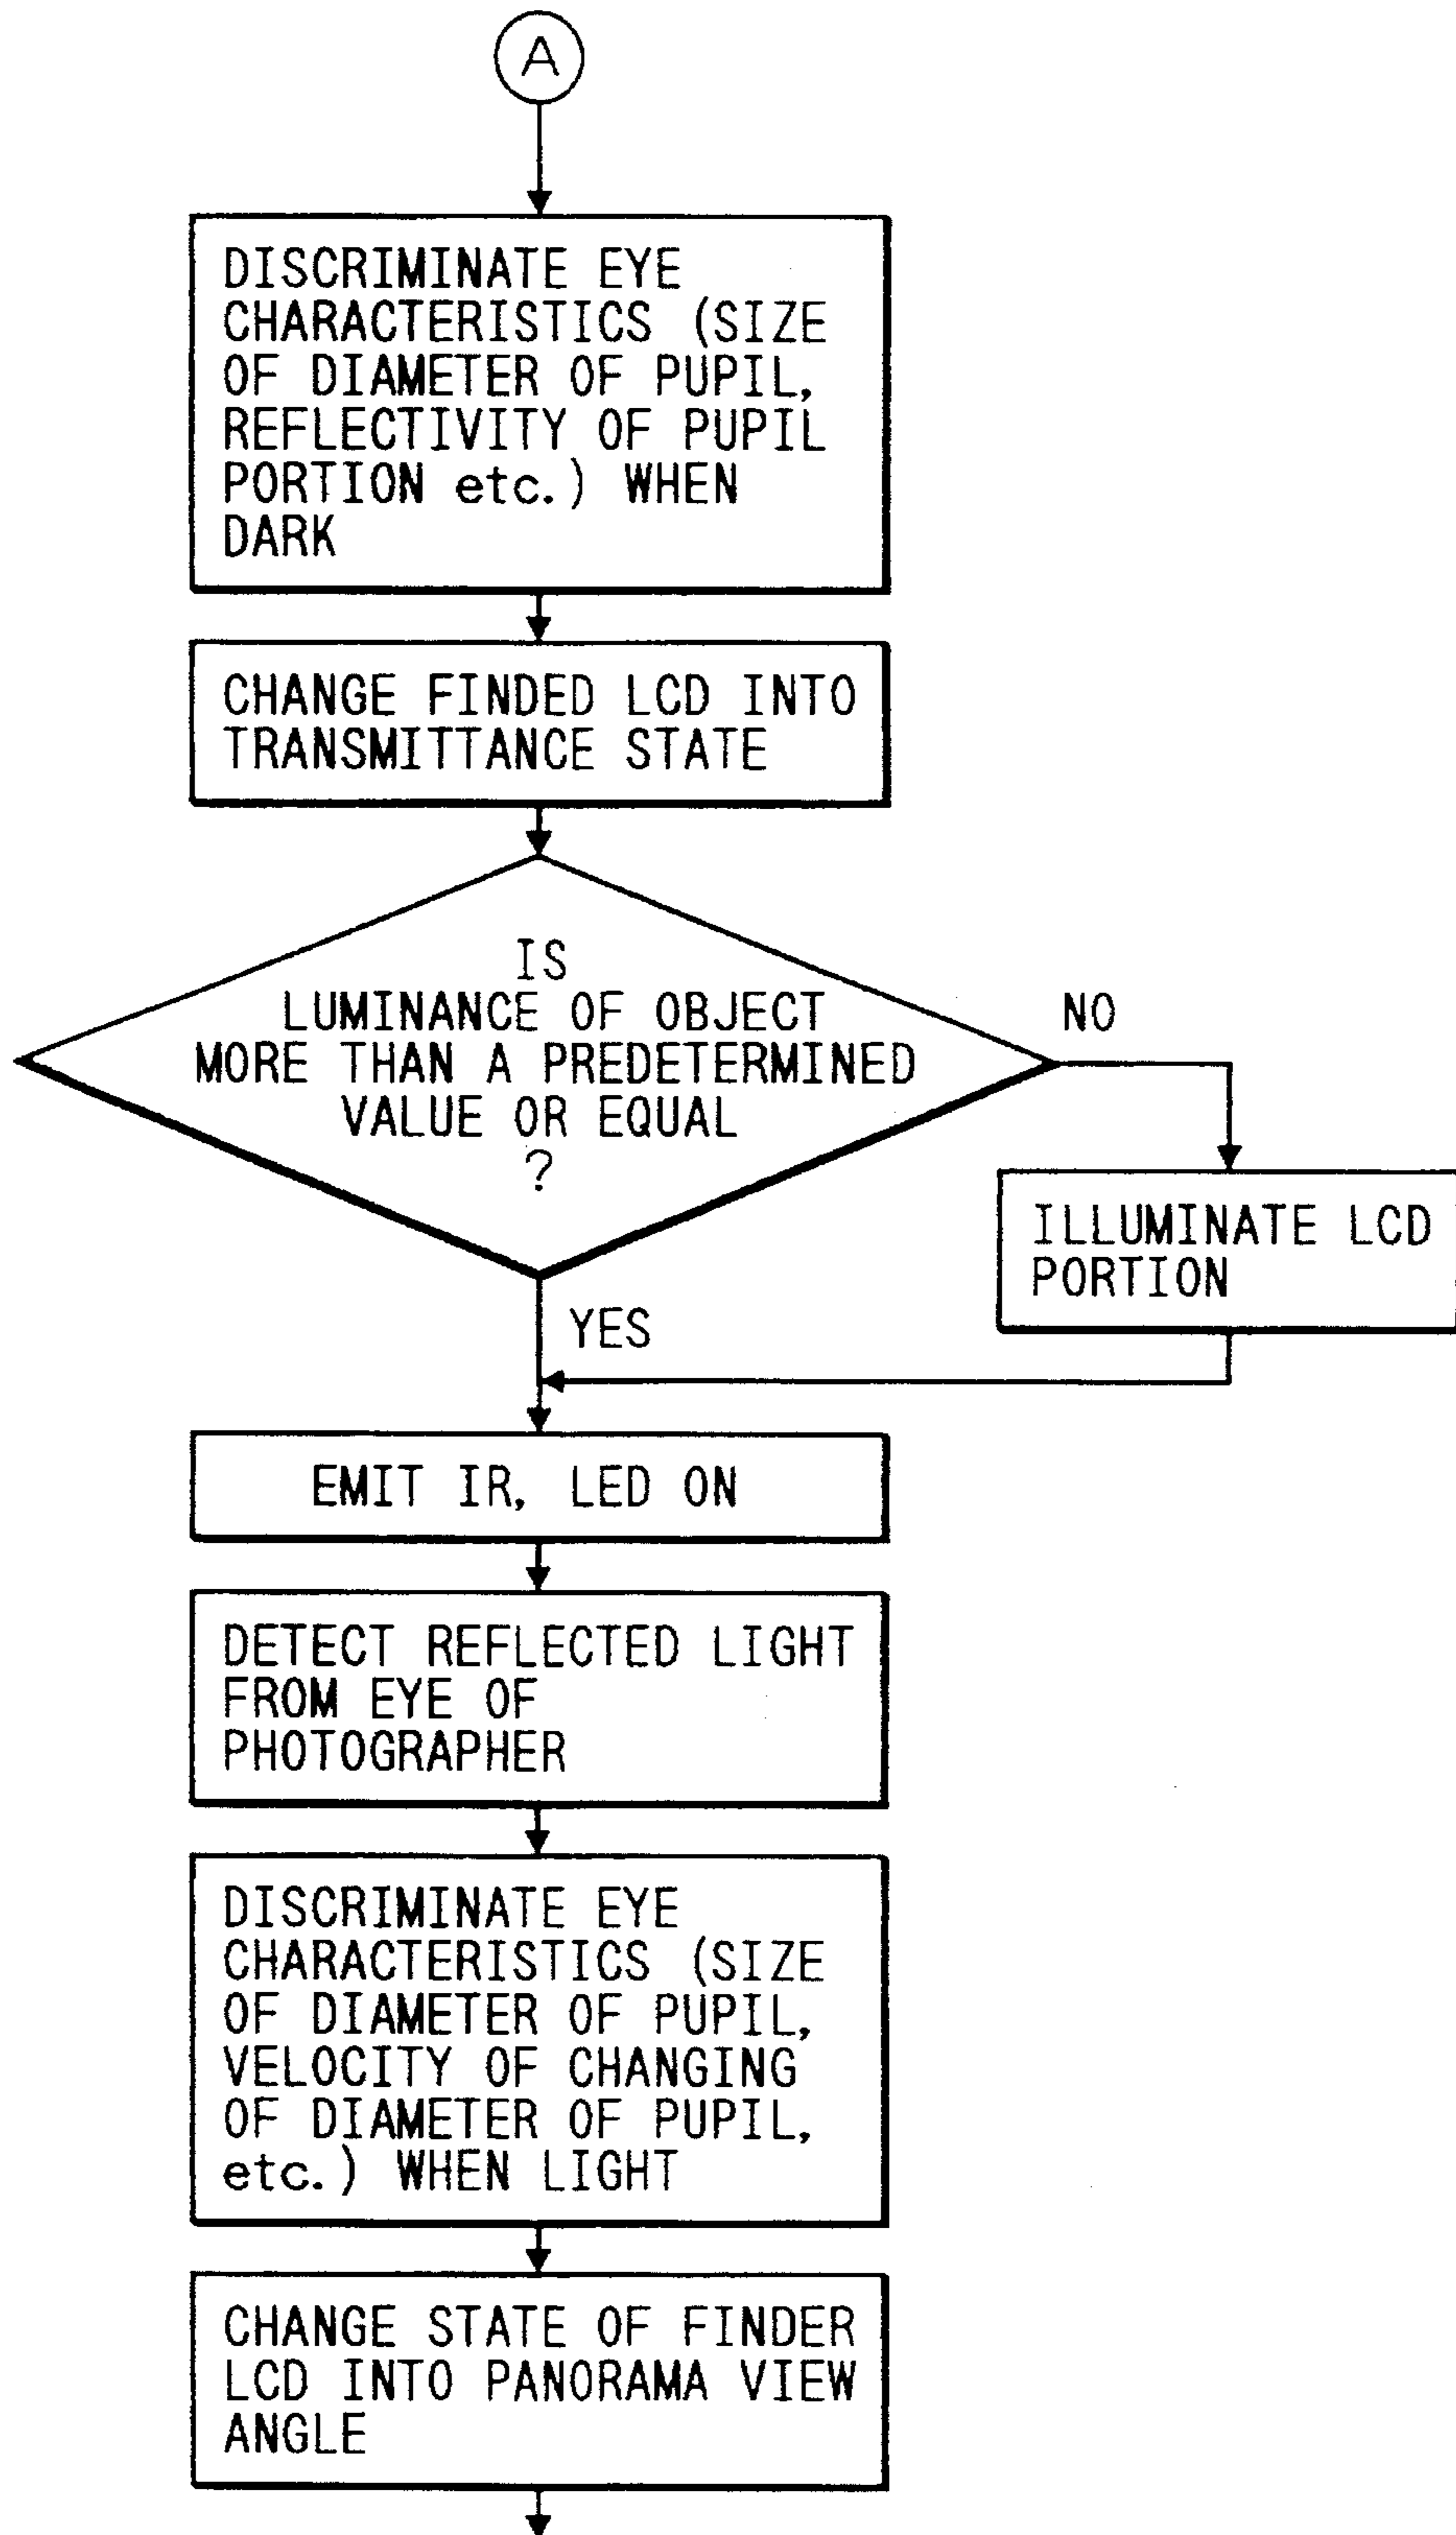 A
DISCRIMINATE EYE
CHARACTERISTICS (SIZE
OF DIAMETER OF PUPIL,
REFLECTIVITY OF PUPIL
PORTION etc.) WHEN
DARK
CHANGE FINDED LCD INTO
TRANSMITTANCE STATE
IS
LUMINANCE OF OBJECT
MORE THAN A PREDETERMINED
VALUE OR EQUAL
?
NO
ILLUMINATE LCD
PORTION
YES
EMIT IR, LED ON
DETECT REFLECTED LIGHT
FROM EYE OF
PHOTOGRAPHER
DISCRIMINATE EYE
CHARACTERISTICS (SIZE
OF DIAMETER OF PUPIL,
VELOCITY OF CHANGING
OF DIAMETER OF PUPIL,
etc.) WHEN LIGHT
CHANGE STATE OF FINDER
LCD INTO PANORAMA VIEW
ANGLE